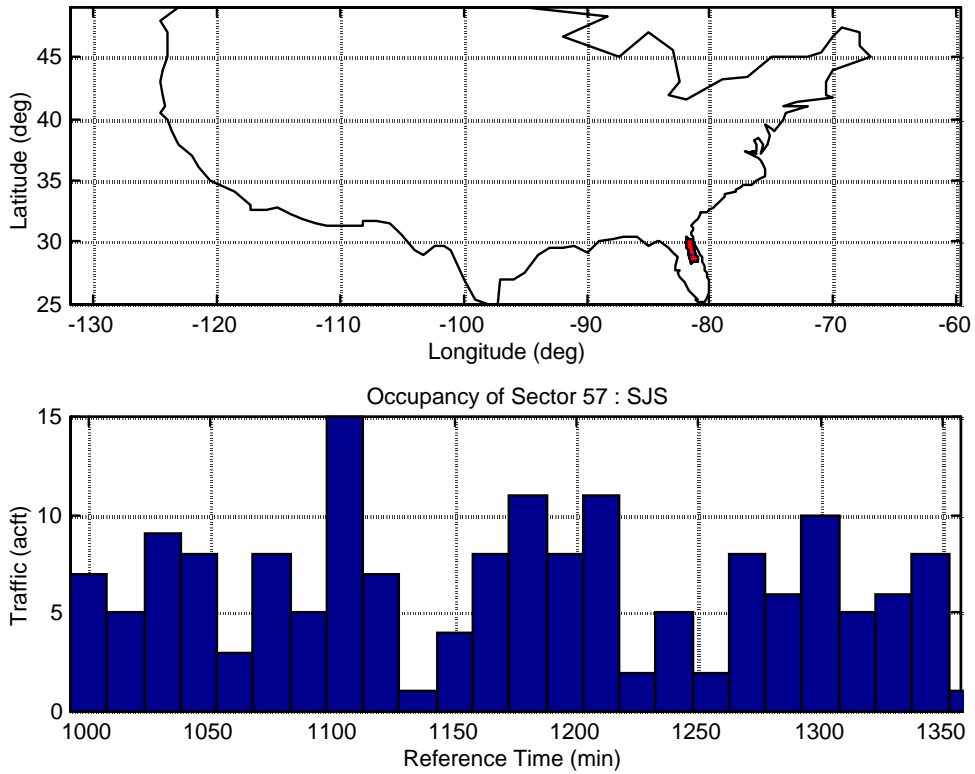 45
40
35
30
25
Latitude (deg)
-130 -120 -110 -100 -90 -80 -70 -60
Longitude (deg)
Occupancy of Sector 57 : SJS
15
10
5
0
Traffic (acft)
1000 1050 1100 1150 1200 1250 1300 1350
Reference Time (min)